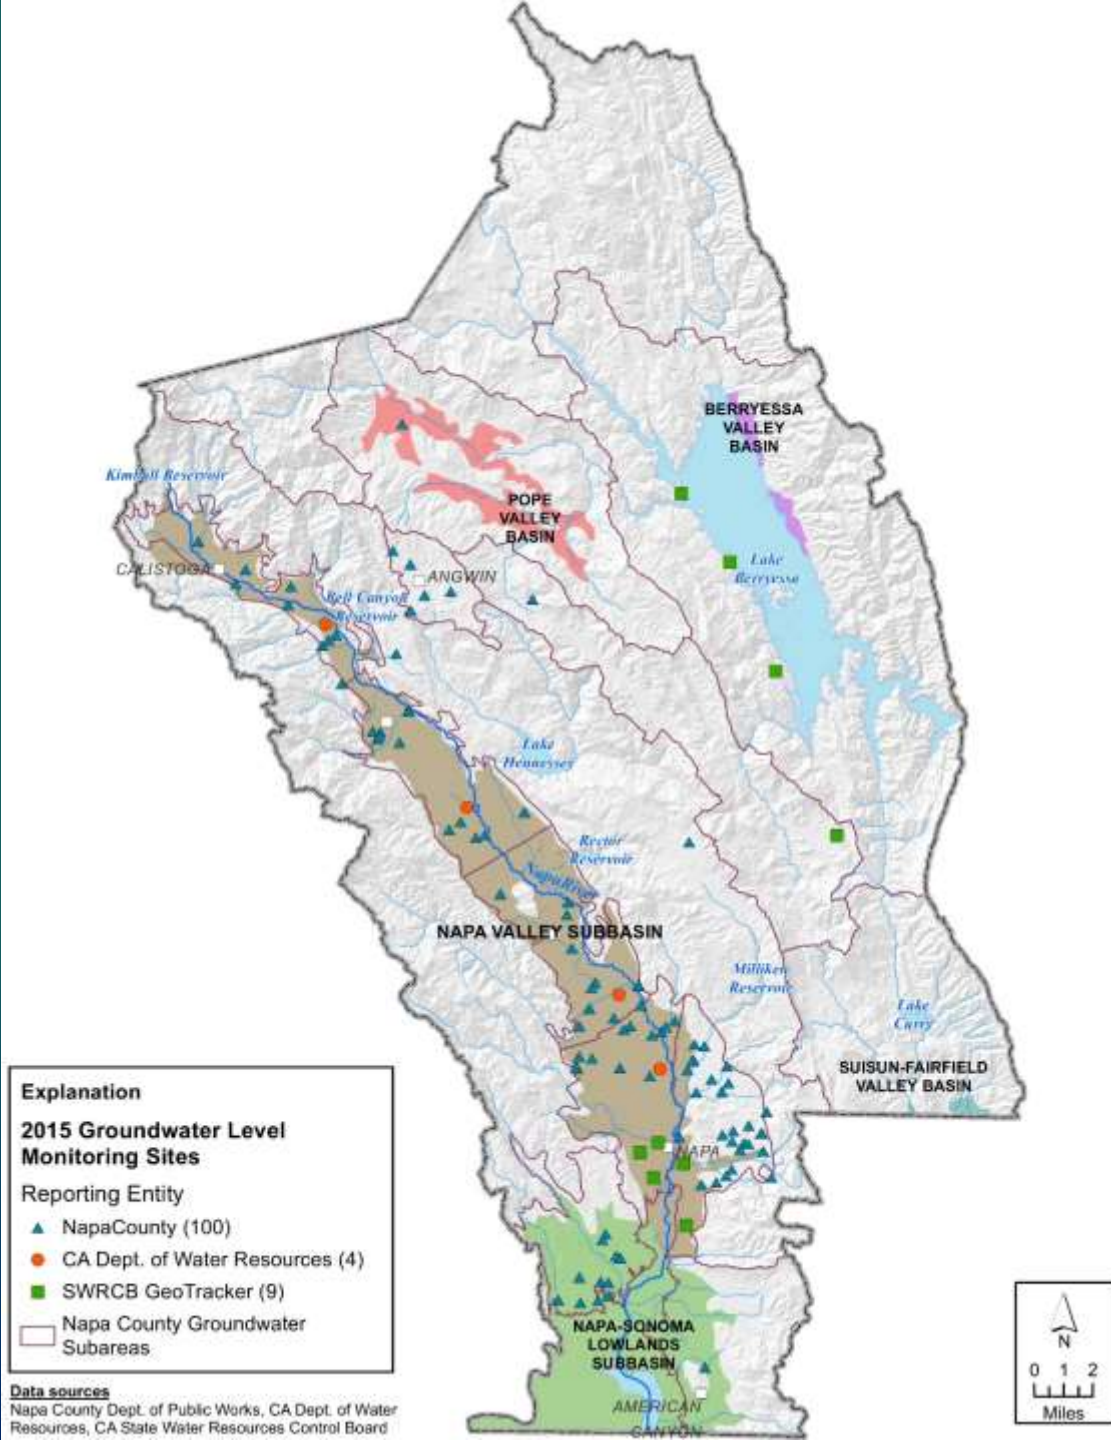 BERRYESSA
VALLEY
BASIN
Kimball Reservoir
POPE
VALLEY
BASIN
CALISTOGA
ANGWIN
Lake
Berryessa
Bell Canyon
Reservoir
Lake
Hennessey
Rector
Reservoir
Napa River
NAPA VALLEY SUBBASIN
Milliken
Reservoir
Lake
Curry
SUISUN-FAIRFIELD
VALLEY BASIN
NAPA
NAPA-SONOMA
LOWLANDS
SUBBASIN
AMERICAN
CANYON
Explanation
2015 Groundwater Level
Monitoring Sites
Reporting Entity
NapaCounty (100)
CA Dept. of Water Resources (4)
SWRCB GeoTracker (9)
Napa County Groundwater
Subareas
Data sources
Napa County Dept. of Public Works, CA Dept. of Water
Resources, CA State Water Resources Control Board
N
0 1 2
Miles